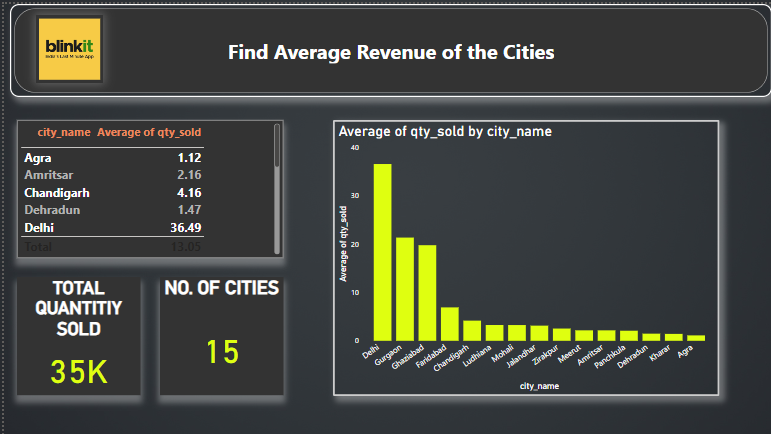 blinkit
India's Last Minute App
Find Average Revenue of the Cities
city_name Average of qty_sold
Agra 1.12
Amritsar 2.16
Chandigarh 4.16
Dehradun 1.47
Delhi 36.49
Total 13.05
TOTAL
QUANTITIY
SOLD
35K
NO. OF CITIES
15
Average of qty_sold by city_name
Average of qty_sold
40
30
20
10
0
Delhi
Gurgaon
Ghaziabad
Faridabad
Chandigarh
Ludhiana
Mohali
Jalandhar
Zirakpur
Meerut
Amritsar
Panchkula
Dehradun
Kharar
Agra
city_name